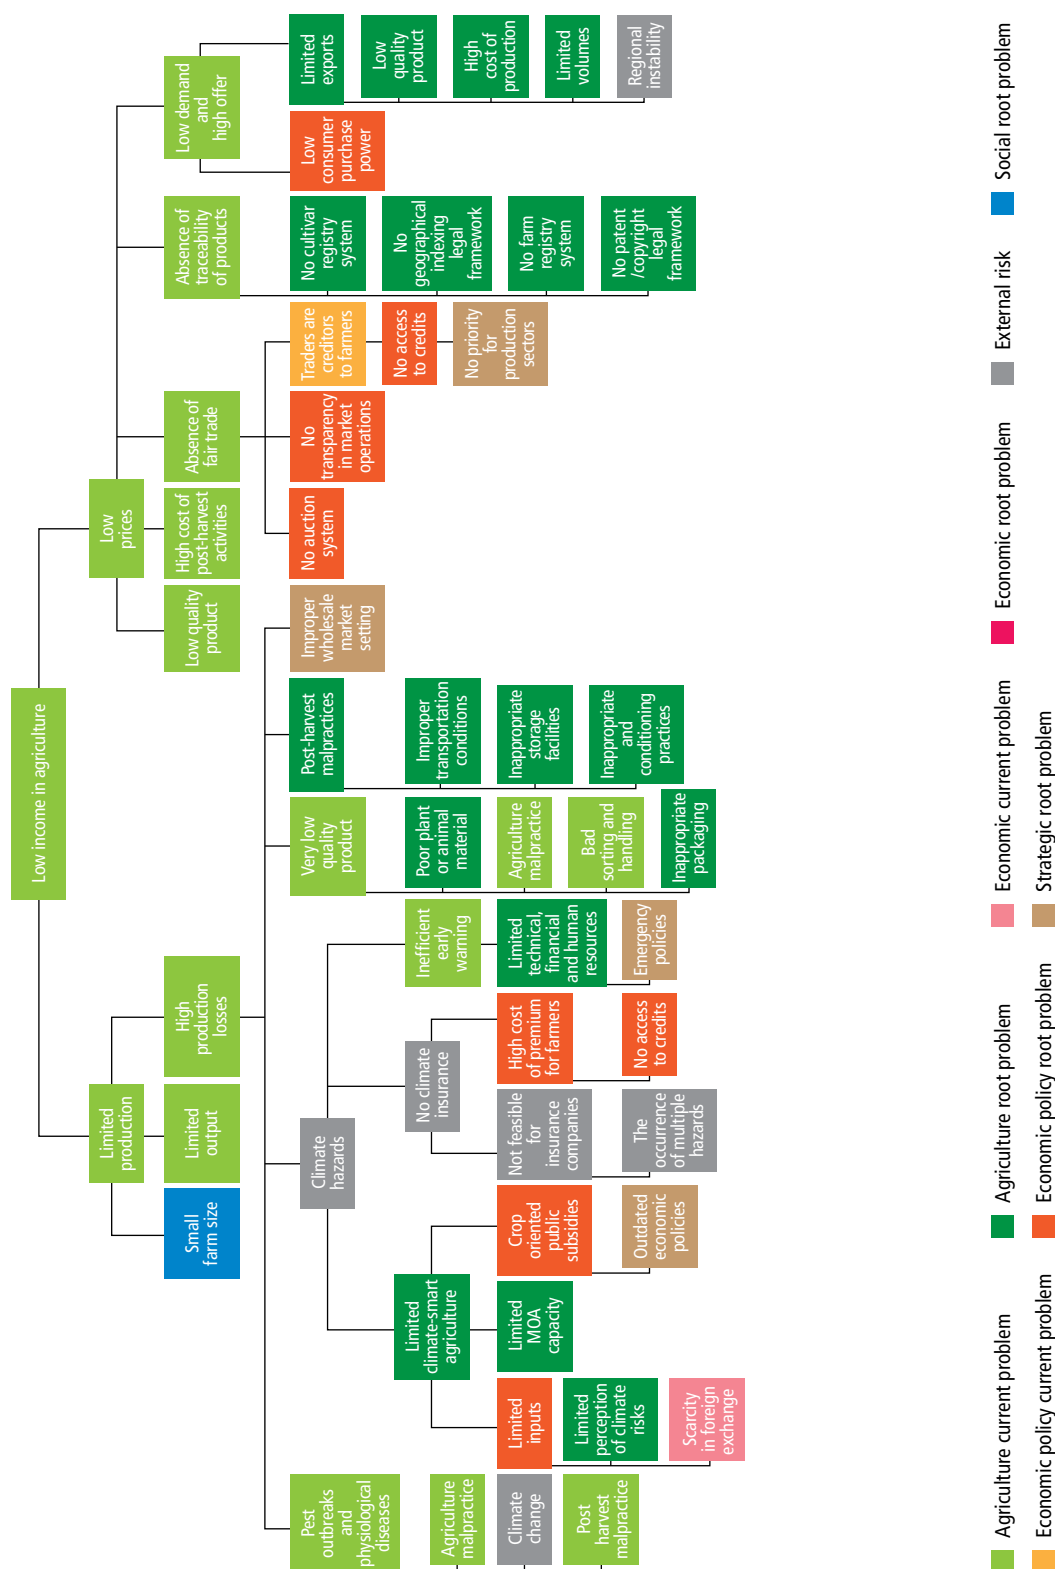 Low income in agriculture
Limited
production
Low
prices
Small
farm size
Limited
output
High
production
losses
Low quality
product
High cost of
post-harvest
activities
Absence of
fair trade
Absence of
traceability
of products
Low demand
and
high offer
Pest
outbreaks
and
physiological
diseases
Agriculture
malpractice
Climate
change
Post
harvest
malpractice
Climate
hazards
Limited
climate-smart
agriculture
Limited
inputs
Limited
perception
of climate
risks
Scarcity
in foreign
exchange
Limited
MOA
capacity
Crop
oriented
public
subsidies
Outdated
economic
policies
No climate
insurance
Not feasible
for
insurance
companies
The
occurrence
of multiple
hazards
High cost
of premium
for farmers
No access
to credits
Inefficient
early
warning
Limited
technical,
financial
and human
resources
Emergency
policies
Very low
quality
product
Poor plant
or animal
material
Agriculture
malpractice
Bad
sorting and
handling
Inappropriate
packaging
Post-harvest
malpractices
Improper
transportation
conditions
Inappropriate
storage
facilities
Inappropriate
and
conditioning
practices
Improper
wholesale
market
setting
No auction
system
No
transparency
in market
operations
Traders are
creditors
to farmers
No access
to credits
No priority
for
production
sectors
No cultivar
registry
system
No
geographical
indexing
legal
framework
No farm
registry
system
No patent
/copyright
legal
framework
Low
consumer
purchase
power
Limited
exports
Low
quality
product
High
cost of
production
Limited
volumes
Regional
instability
Agriculture current problem
Agriculture root problem
Economic current problem
Economic root problem
External risk
Social root problem
Economic policy current problem
Economic policy root problem
Strategic root problem